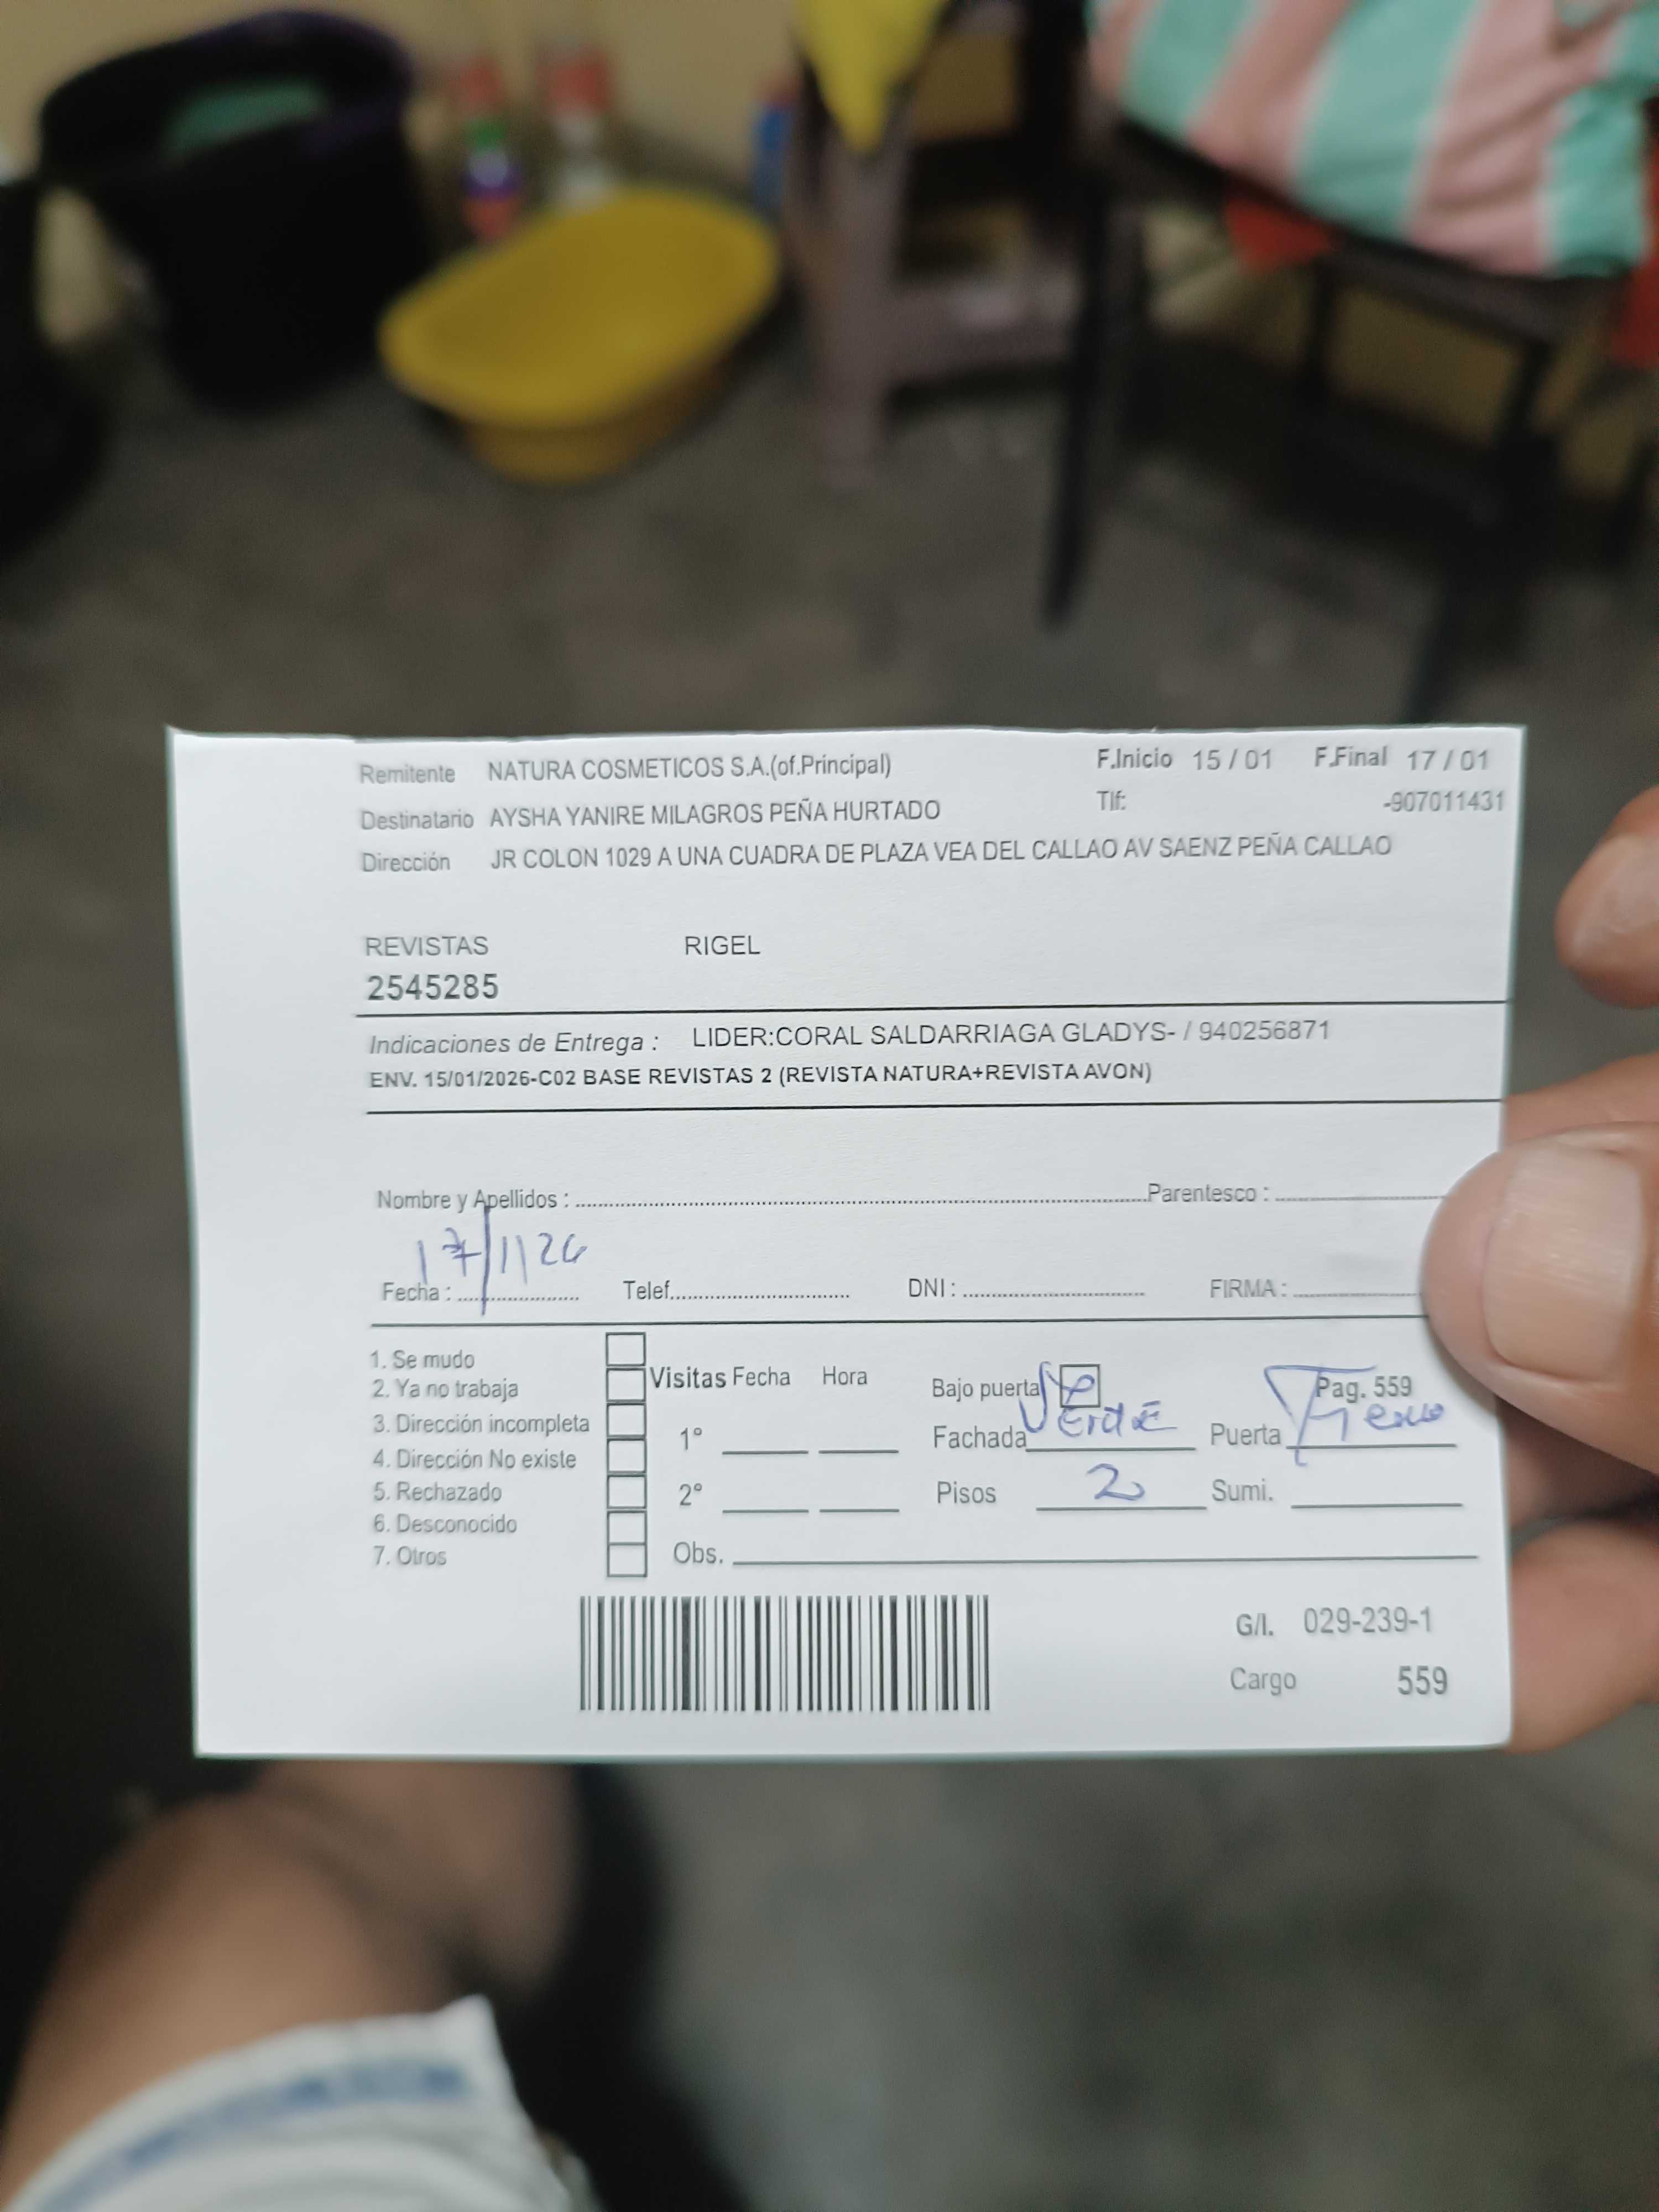 Remitente NATURA COSMETICOS S.A.(of.Principal) F.Inicio 15 / 01 F.Final 17 / 01
Destinatario AYSHA YANIRE MILAGROS PEÑA HURTADO Tlf: -907011431
Dirección JR COLON 1029 A UNA CUADRA DE PLAZA VEA DEL CALLAO AV SAENZ PEÑA CALLAO
REVISTAS RIGEL
2545285
Indicaciones de Entrega : LIDER:CORAL SALDARRIAGA GLADYS- / 940256871
ENV. 15/01/2026-C02 BASE REVISTAS 2 (REVISTA NATURA+REVISTA AVON)
Nombre y Apellidos : Parentesco :
17/1/26
Fecha : Telef. DNI : FIRMA :
1. Se mudo
2. Ya no trabaja
3. Dirección incompleta
4. Dirección No existe
5. Rechazado
6. Desconocido
7. Otros
Visitas Fecha Hora
1°
2°
Obs.
Bajo puerta Pag. 559
Fachada Verde Puerta
Pisos 2 Sumi.
G/I. 029-239-1
Cargo 559